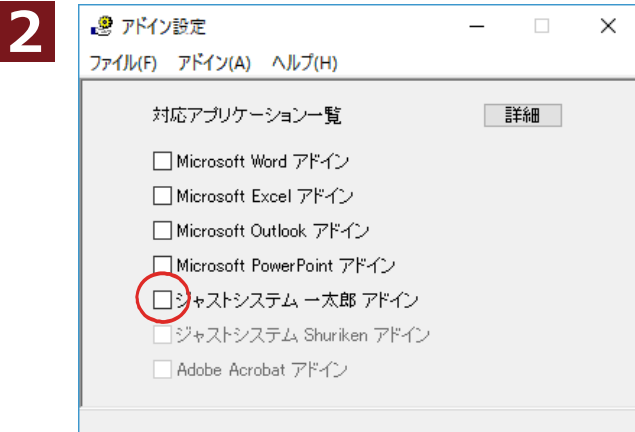 2
アドイン設定
ファイル(F) アドイン(A) ヘルプ(H)
対応アプリケーション一覧 詳細
Microsoft Word アドイン
Microsoft Excel アドイン
Microsoft Outlook アドイン
Microsoft PowerPoint アドイン
ジャストシステム 一太郎 アドイン
ジャストシステム Shuriken アドイン
Adobe Acrobat アドイン